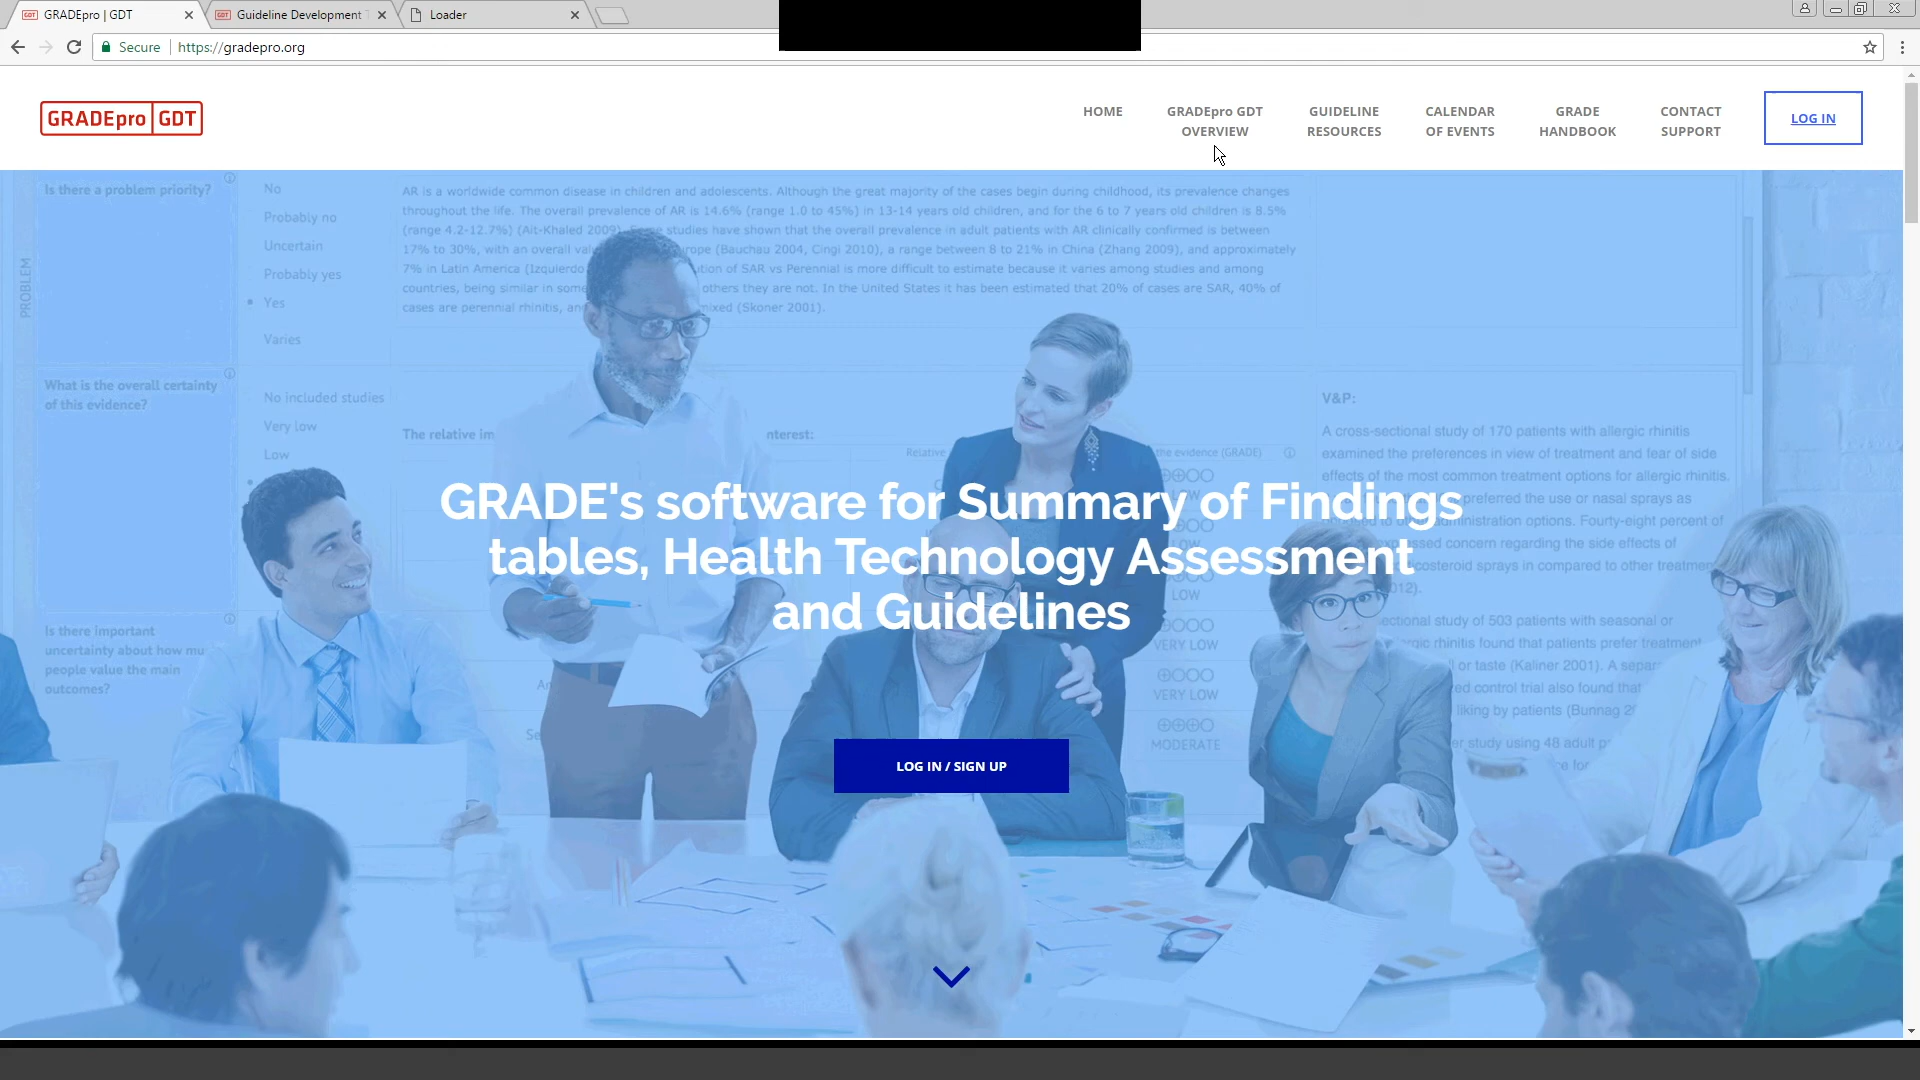 GRADEpro | GDT
Guideline Development T
Loader
Secure | https://gradepro.org
GRADEpro GDT
HOME
GRADEpro GDT
OVERVIEW
GUIDELINE
RESOURCES
CALENDAR
OF EVENTS
GRADE
HANDBOOK
CONTACT
SUPPORT
LOG IN
PROBLEM
Is there a problem priority?
No
Probably no
Uncertain
Probably yes
Yes
Varies
AR is a worldwide common disease in children and adolescents. Although the great majority of the cases begin during childhood, its prevalence changes
throughout the life. The overall prevalence of AR is 14.6% (range 1.0 to 45%) in 13-14 years old children, and for the 6 to 7 years old children is 8.5%
(range 4.2-12.7%) (Ait-Khaled 2009). Some studies have shown that the overall prevalence in adult patients with AR clinically confirmed is between
17% to 30%, with an overall val urope (Bauchau 2004, Cingi 2010), a range between 8 to 21% in China (Zhang 2009), and approximately
7% in Latin America (Izquierdo ution of SAR vs Perennial is more difficult to estimate because it varies among studies and among
countries, being similar in some others they are not. In the United States it has been estimated that 20% of cases are SAR, 40% of
cases are perennial rhinitis, an mixed (Skoner 2001).
What is the overall certainty
of this evidence?
No included studies
Very low
Low
The relative im nterest:
Relative
the evidence (GRADE)
LOW
LOW
LOW
VERY LOW
VERY LOW
MODERATE
V&P:
A cross-sectional study of 170 patients with allergic rhinitis
examined the preferences in view of treatment and fear of side
effects of the most common treatment options for allergic rhinitis.
preferred the use or nasal sprays as
administration options. Fourty-eight percent of
expressed concern regarding the side effects of
costeroid sprays in compared to other treatmen
012).
ectional study of 503 patients with seasonal or
rgic rhinitis found that patients prefer treatment
l or taste (Kaliner 2001). A separ
ed control trial also found that
liking by patients (Bunnag 2
er study using 48 adult p
ce for
Is there important
uncertainty about how mu
people value the main
outcomes?
GRADE's software for Summary of Findings
tables, Health Technology Assessment
and Guidelines
LOG IN / SIGN UP